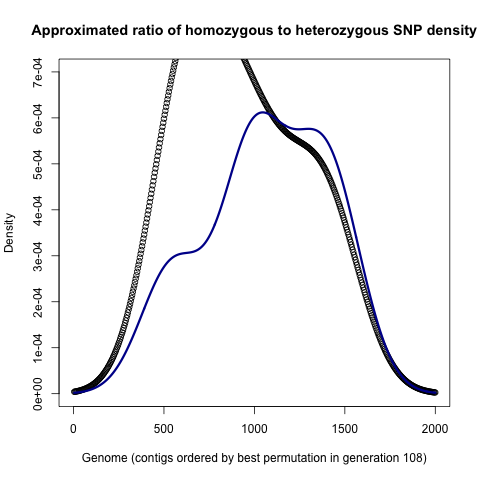 Approximated ratio of homozygous to heterozygous SNP density
7e-04
6e-04
5e-04
4e-04
3e-04
2e-04
1e-04
0e+00
Density
0 500 1000 1500 2000
Genome (contigs ordered by best permutation in generation 108)